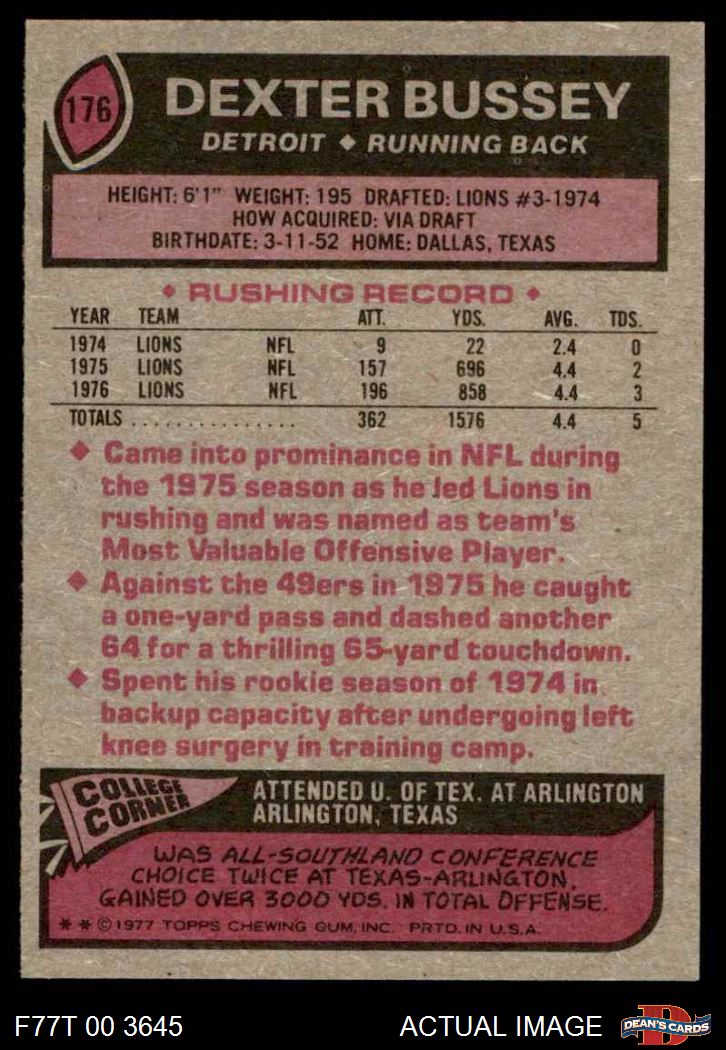 176
DEXTER BUSSEY
DETROIT ◆ RUNNING BACK
HEIGHT: 6'1" WEIGHT: 195 DRAFTED: LIONS #3-1974
HOW ACQUIRED: VIA DRAFT
BIRTHDATE: 3-11-52 HOME: DALLAS, TEXAS
◆ RUSHING RECORD ◆
YEAR TEAM ATT. YDS. AVG. TDS.
1974 LIONS NFL 9 22 2.4 0
1975 LIONS NFL 157 696 4.4 2
1976 LIONS NFL 196 858 4.4 3
TOTALS . . . . . . . . . . . . . . . 362 1576 4.4 5
◆ Came into prominance in NFL during
the 1975 season as he led Lions in
rushing and was named as team's
Most Valuable Offensive Player.
◆ Against the 49ers in 1975 he caught
a one-yard pass and dashed another
64 for a thrilling 65-yard touchdown.
◆ Spent his rookie season of 1974 in
backup capacity after undergoing left
knee surgery in training camp.
COLLEGE
CORNER
ATTENDED U. OF TEX. AT ARLINGTON
ARLINGTON, TEXAS
WAS ALL-SOUTHLAND CONFERENCE
CHOICE TWICE AT TEXAS-ARLINGTON.
GAINED OVER 3000 YDS. IN TOTAL OFFENSE.
* * © 1977 TOPPS CHEWING GUM, INC. PRTD. IN U.S.A.
F77T 00 3645
ACTUAL IMAGE
D
DEAN'S CARDS